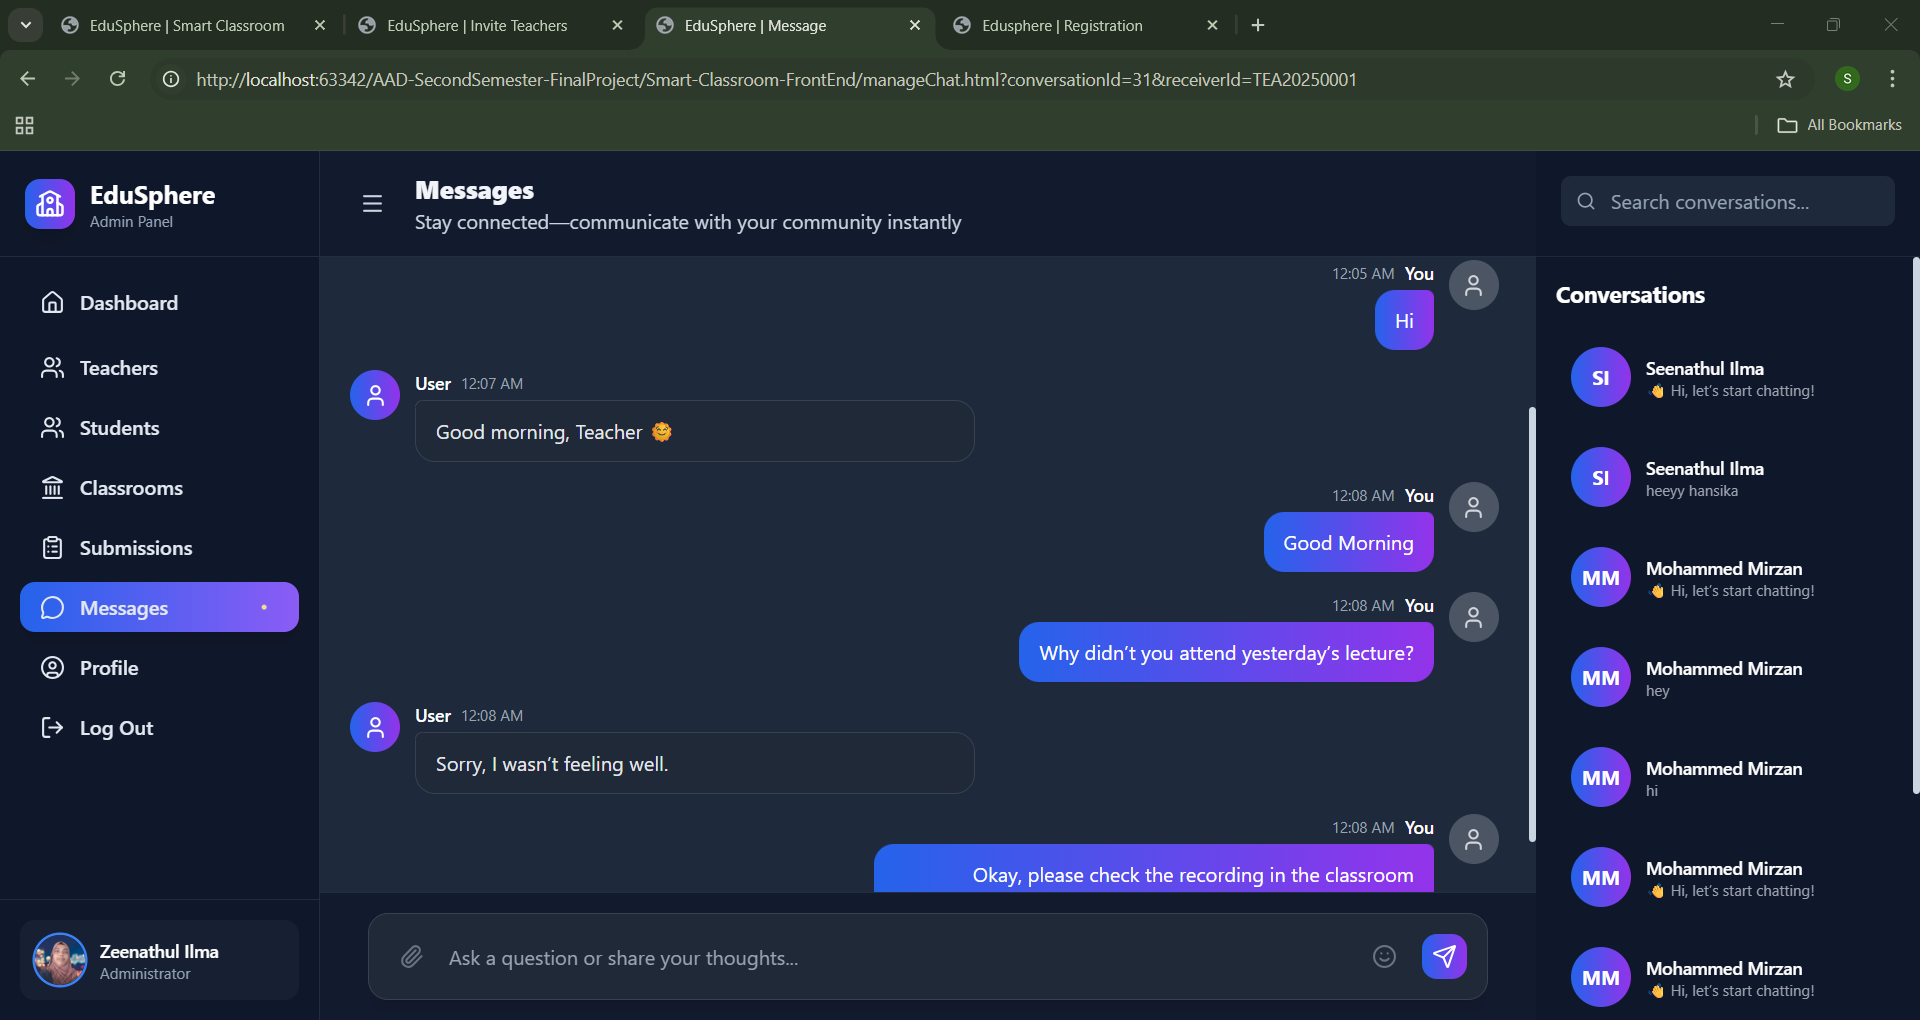 EduSphere | Smart Classroom
EduSphere | Invite Teachers
EduSphere | Message
Edusphere | Registration
http://localhost:63342/AAD-SecondSemester-FinalProject/Smart-Classroom-FrontEnd/manageChat.html?conversationId=31&receiverId=TEA20250001
S
All Bookmarks
EduSphere
Admin Panel
Dashboard
Teachers
Students
Classrooms
Submissions
Messages
Profile
Log Out
Zeenathul Ilma
Administrator
Messages
Stay connected—communicate with your community instantly
12:05 AM You
Hi
User 12:07 AM
Good morning, Teacher 🌞
12:08 AM You
Good Morning
12:08 AM You
Why didn't you attend yesterday's lecture?
User 12:08 AM
Sorry, I wasn't feeling well.
12:08 AM You
Okay, please check the recording in the classroom
Ask a question or share your thoughts...
Search conversations...
Conversations
SI
Seenathul Ilma
👋 Hi, let's start chatting!
SI
Seenathul Ilma
heeyy hansika
MM
Mohammed Mirzan
👋 Hi, let's start chatting!
MM
Mohammed Mirzan
hey
MM
Mohammed Mirzan
hi
MM
Mohammed Mirzan
👋 Hi, let's start chatting!
MM
Mohammed Mirzan
👋 Hi, let's start chatting!